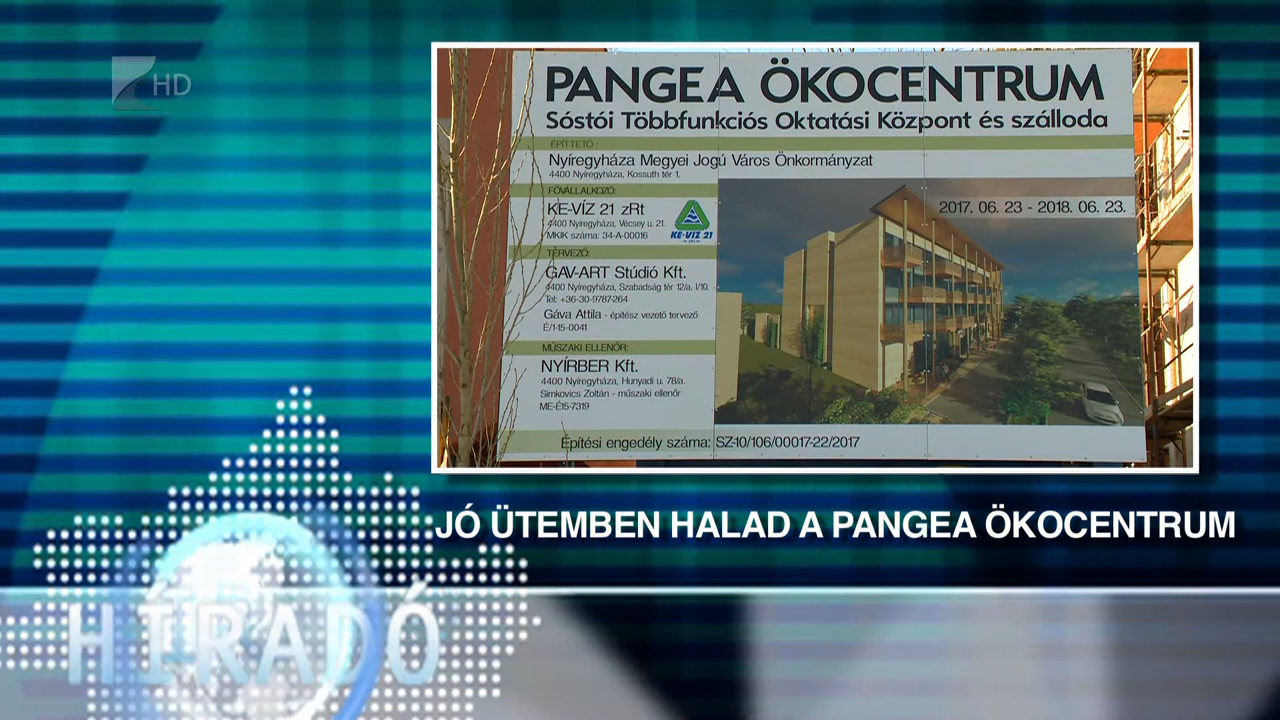 HD
PANGEA ÖKOCENTRUM
Sóstói Többfunkciós Oktatási Központ és szálloda
ÉPÍTTETŐ :
Nyíregyháza Megyei Jogú Város Önkormányzat
4400 Nyíregyháza, Kossuth tér 1.
FŐVÁLLALKOZÓ:
KE-VÍZ 21 zRt
4400 Nyíregyháza, Vécsey u. 21.
MKIK száma: 34-A-00016
KE-VÍZ 21
2017. 06. 23 - 2018. 06. 23.
TERVEZŐ:
GAV-ART Stúdió Kft.
4400 Nyíregyháza, Szabadság tér 12/a. I/10.
Tel: +36-30-9787-264
Gáva Attila - építész vezető tervező
É/1-15-0041
MŰSZAKI ELLENŐR:
NYÍRBER Kft.
4400 Nyíregyháza, Hunyadi u. 78/a.
Simkovics Zoltán - műszaki ellenőr
ME-É15-7319
Építési engedély száma: SZ-10/106/00017-22/2017
JÓ ÜTEMBEN HALAD A PANGEA ÖKOCENTRUM
HÍRADÓ